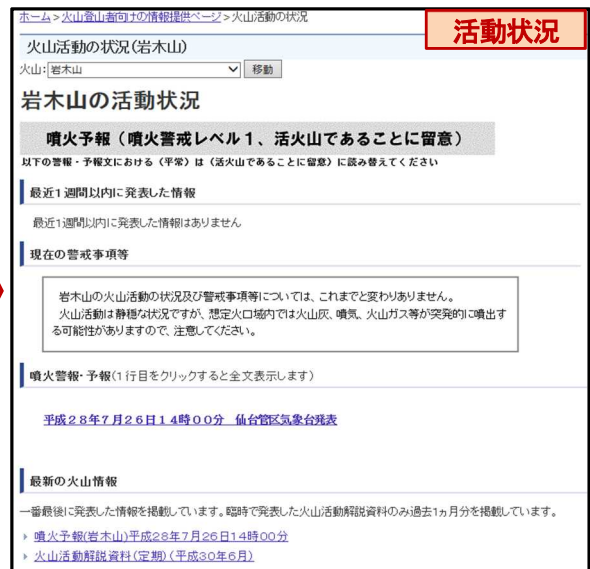 ホーム>火山登山者向けの情報提供ページ>火山活動の状況
活動状況
火山活動の状況(岩木山)
火山:岩木山 移動
岩木山の活動状況
噴火予報(噴火警戒レベル1、活火山であることに留意)
以下の警報・予報文における(平常)は(活火山であることに留意)に読み替えてください
最近1週間以内に発表した情報
最近1週間以内に発表した情報はありません
現在の警戒事項等
岩木山の火山活動の状況及び警戒事項等については、これまでと変わりありません。
火山活動は静穏な状況ですが、想定火口域内では火山灰、噴気、火山ガス等が突発的に噴出す
る可能性がありますので、注意してください。
噴火警報・予報(1行目をクリックすると全文表示します)
平成28年7月26日14時00分 仙台管区気象台発表
最新の火山情報
一番最後に発表した情報を掲載しています。臨時で発表した火山活動解説資料のみ過去1ヵ月分を掲載しています。
噴火予報(岩木山)平成28年7月26日14時00分
火山活動解説資料(定期)(平成30年6月)